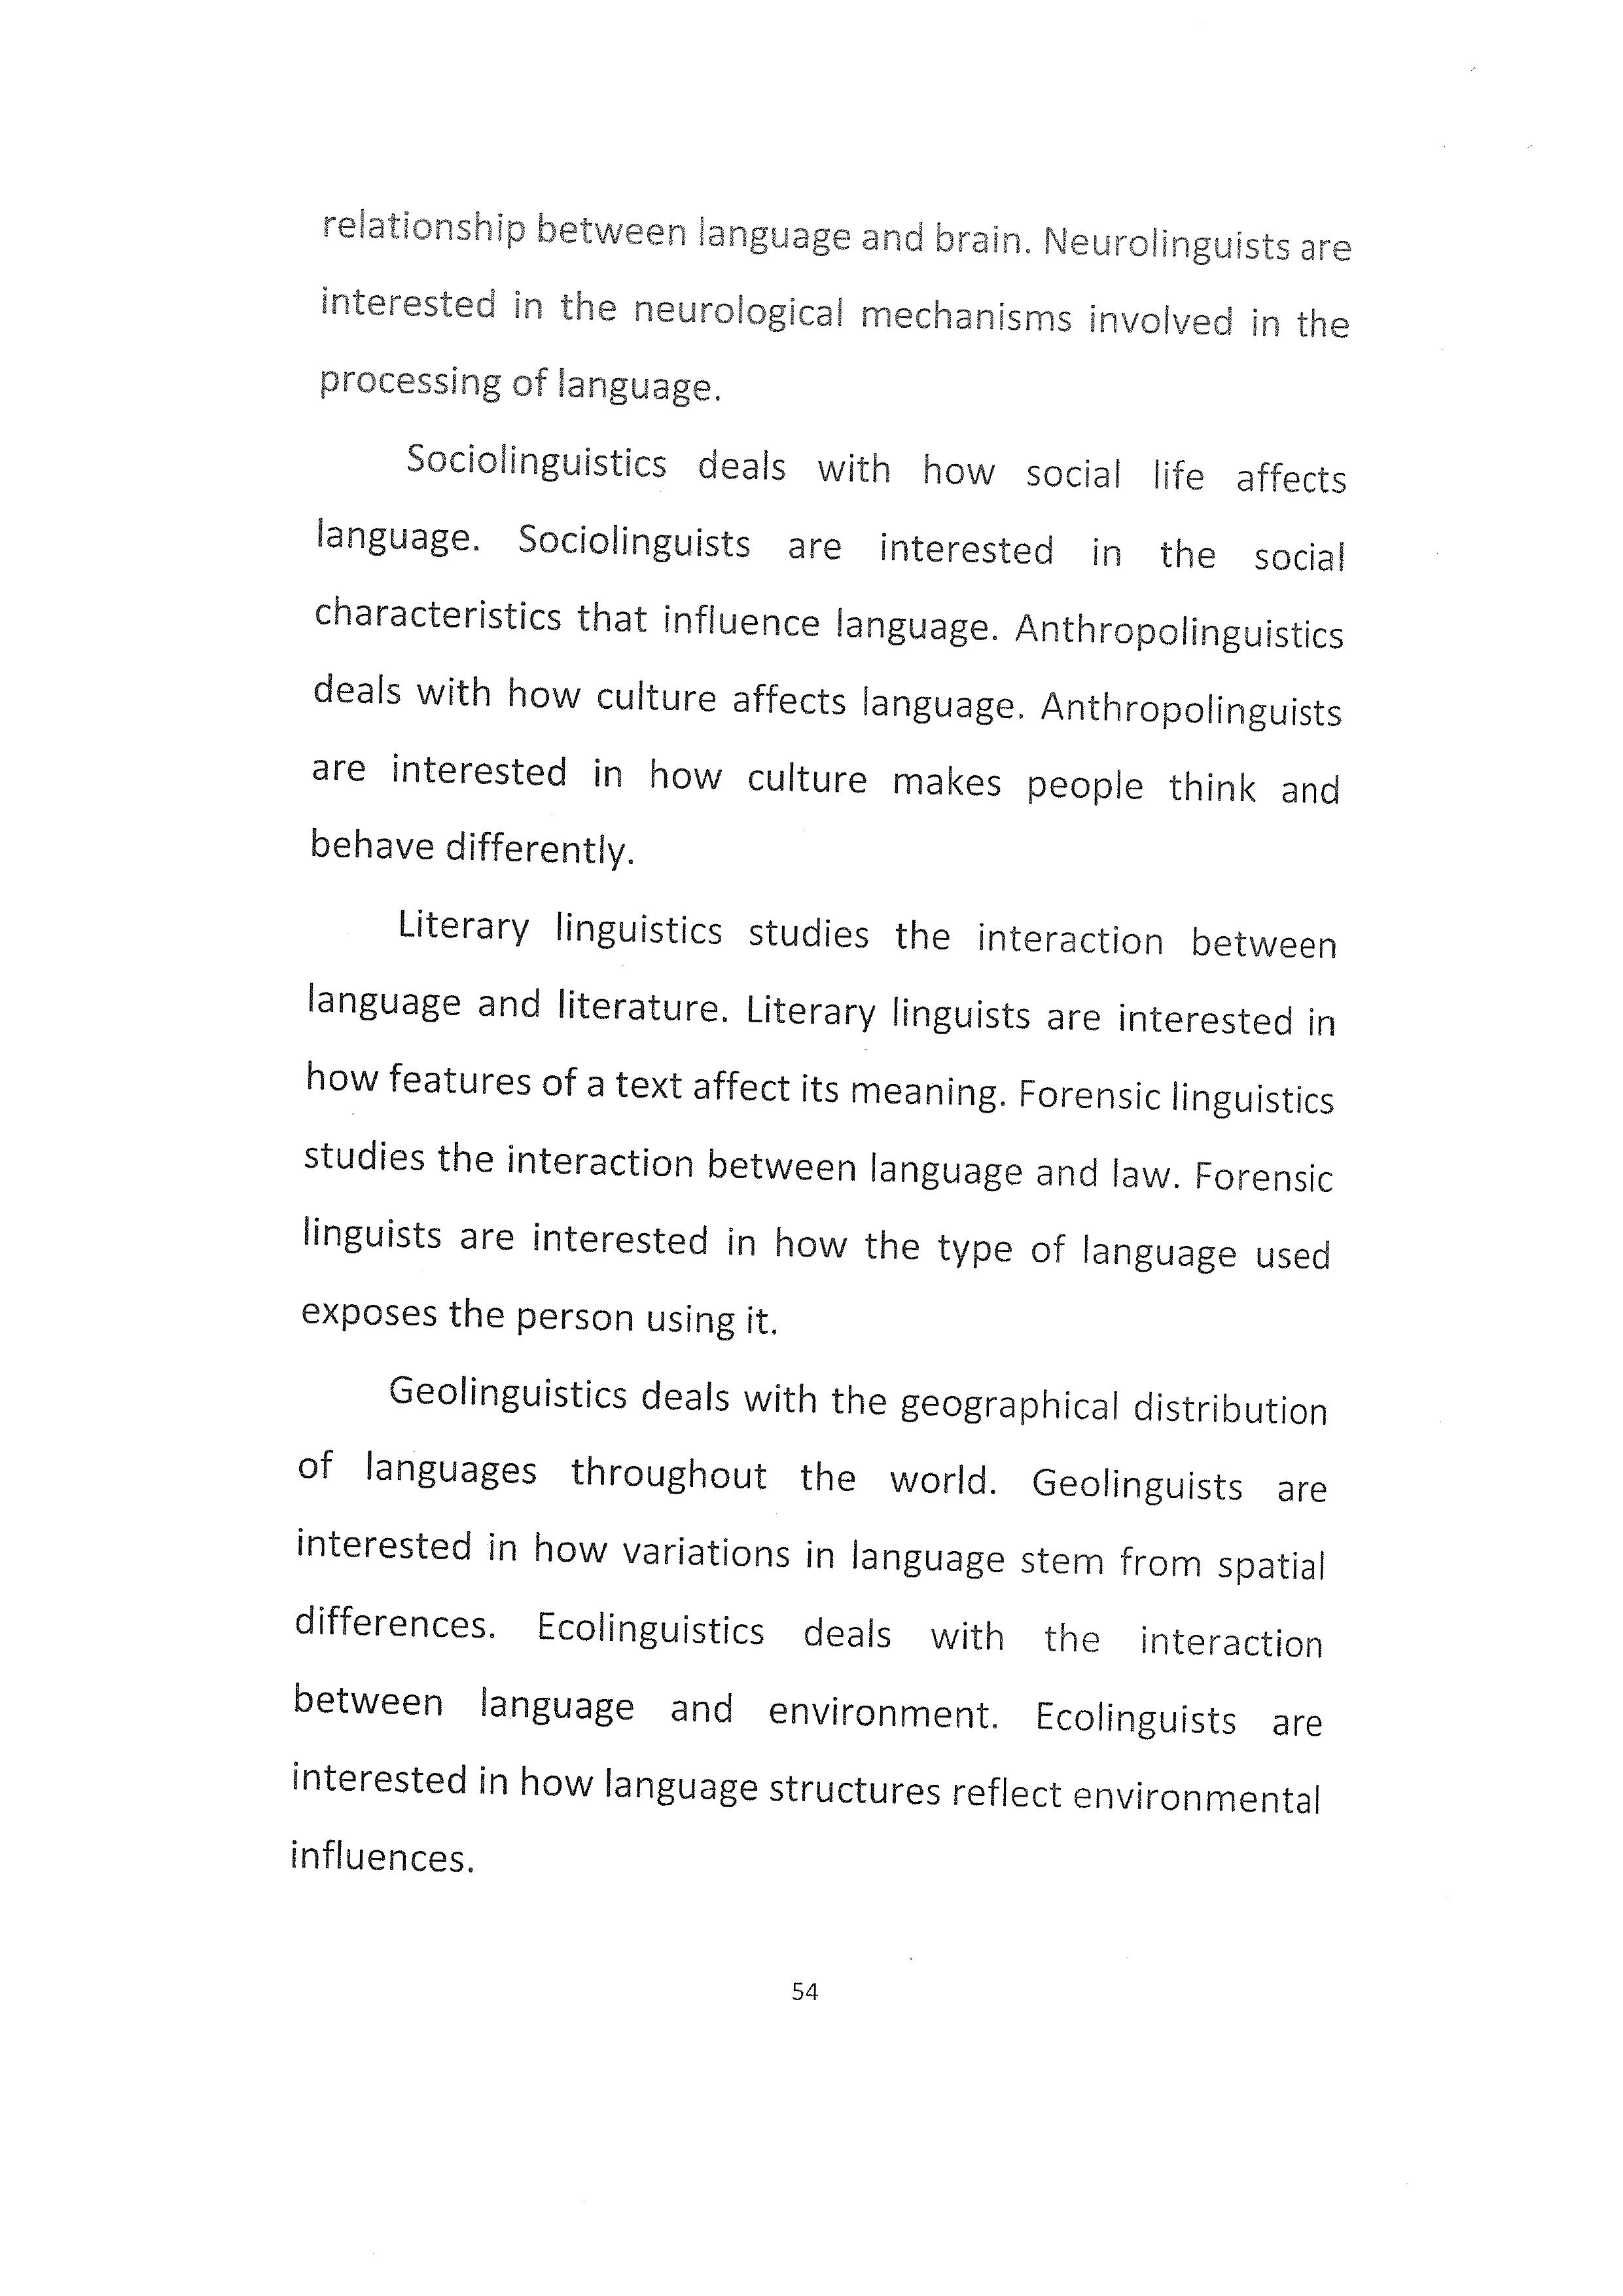 relationship between language and brain. Neurolinguists are
interested in the neurological mechanisms involved in the
processing of language.
Sociolinguistics deals with how social life affects
language. Sociolinguists are interested in the social
characteristics that influence language. Anthropolinguistics
deals with how culture affects language. Anthropolinguists
are interested in how culture makes people think and
behave differently.
Literary linguistics studies the interaction between
language and literature. Literary linguists are interested in
how features of a text affect its meaning. Forensic linguistics
studies the interaction between language and law. Forensic
linguists are interested in how the type of language used
exposes the person using it.
Geolinguistics deals with the geographical distribution
of languages throughout the world. Geolinguists are
interested in how variations in language stem from spatial
differences. Ecolinguistics deals with the interaction
between language and environment. Ecolinguists are
interested in how language structures reflect environmental
influences.
54